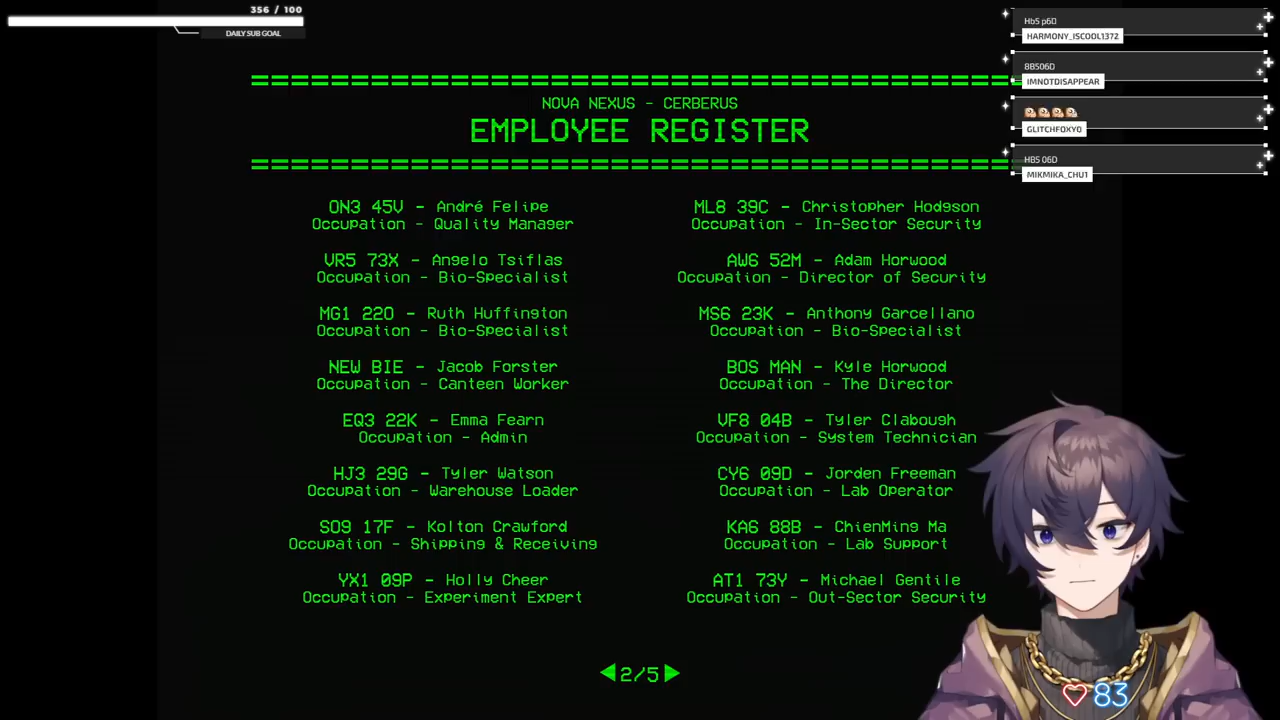 356 / 100
DAILY SUB GOAL
NOVA NEXUS - CERBERUS
EMPLOYEE REGISTER
ON3 45V - André Felipe
Occupation - Quality Manager
VR5 73X - Angelo Tsiflas
Occupation - Bio-Specialist
MG1 22O - Ruth Huffington
Occupation - Bio-Specialist
NEW BIE - Jacob Forster
Occupation - Canteen Worker
EQ3 22K - Emma Fearn
Occupation - Admin
HJ3 29G - Tyler Watson
Occupation - Warehouse Loader
SO9 17F - Kolton Crawford
Occupation - Shipping & Receiving
YX1 09P - Holly Cheer
Occupation - Experiment Expert
ML8 39C - Christopher Hodgson
Occupation - In-Sector Security
AW6 52M - Adam Horwood
Occupation - Director of Security
MS6 23K - Anthony Garcellano
Occupation - Bio-Specialist
BOS MAN - Kyle Horwood
Occupation - The Director
VF8 04B - Tyler Clabough
Occupation - System Technician
CY6 09D - Jorden Freeman
Occupation - Lab Operator
KA6 88B - ChienMing Ma
Occupation - Lab Support
AT1 73Y - Michael Gentile
Occupation - Out-Sector Security
2/5
HbS p6D
HARMONY_ISCOOL1372
8BS06D
IMNOTDISAPPEAR
GLITCHFOXYO
HBS 06D
MIKMIKA_CHU1
83